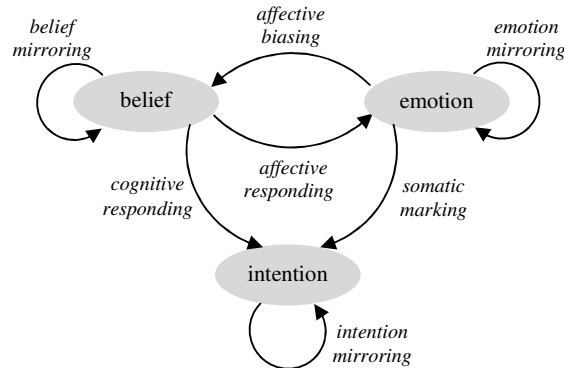 affective
biasing
belief
mirroring
emotion
mirroring
belief
emotion
cognitive
responding
affective
responding
somatic
marking
intention
intention
mirroring